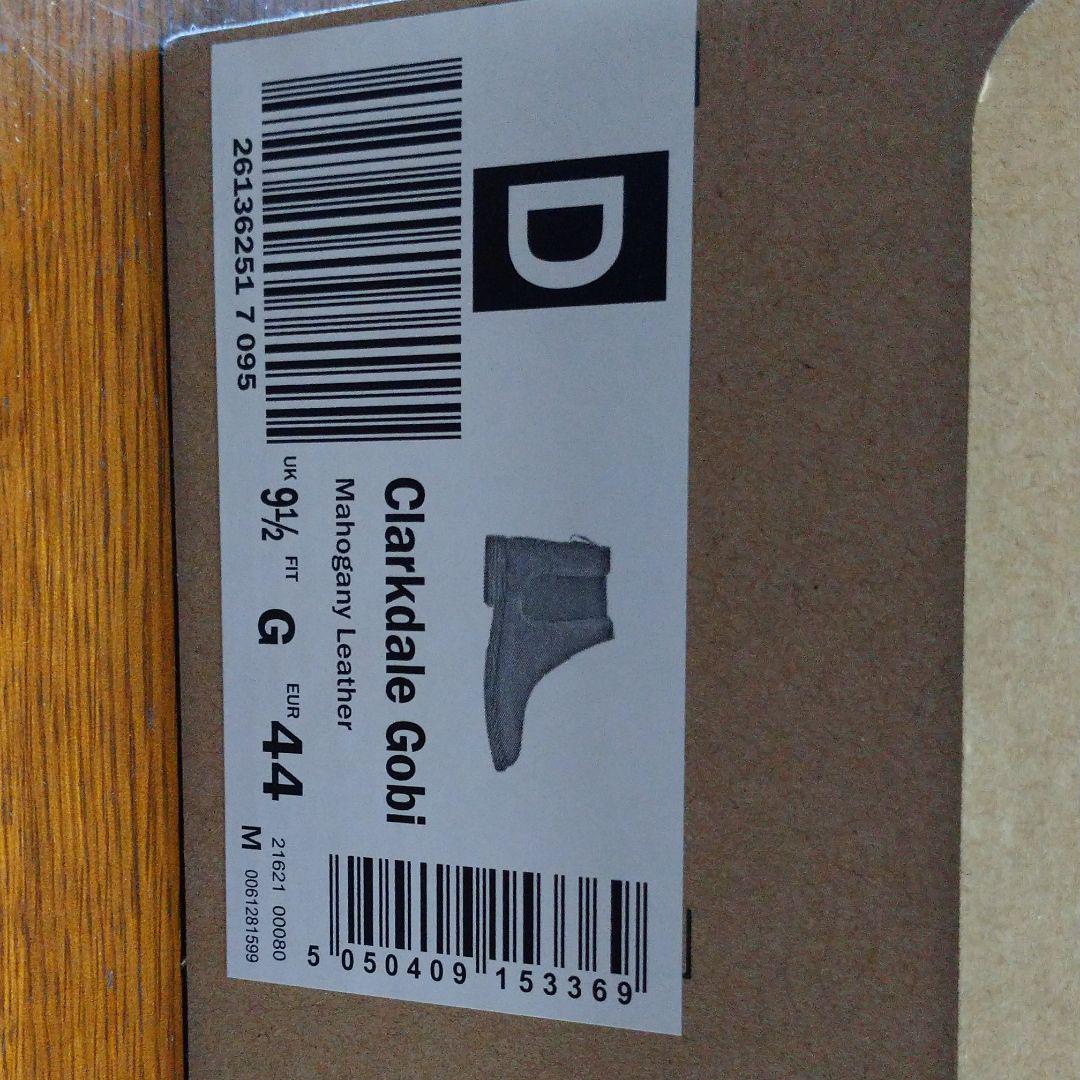 D
26136251 7 095
Clarkdale Gobi
Mahogany Leather
UK 9½ FIT G EUR 44
21621 00080
M 0061281599
5 050409 153369